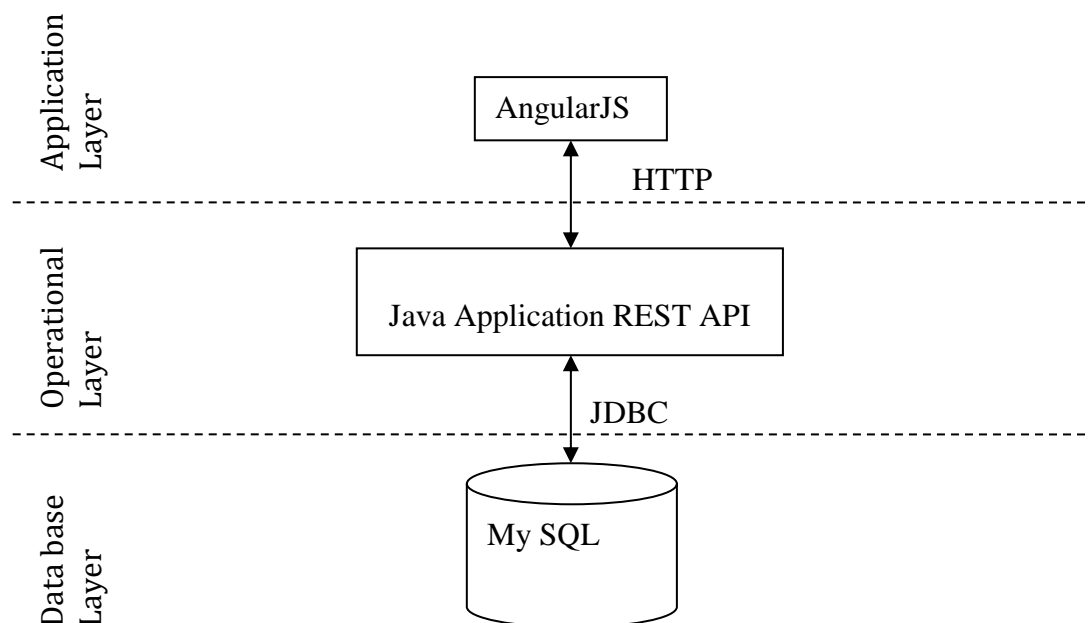 Application
Layer
AngularJS
HTTP
Operational
Layer
Java Application REST API
JDBC
Data base
Layer
My SQL